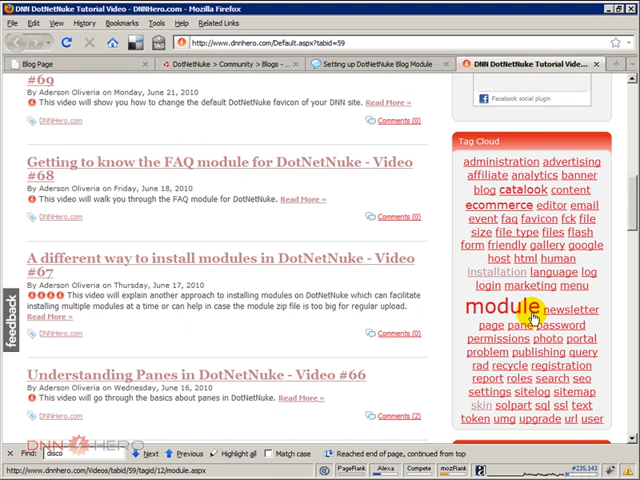 DNN DotNetNuke Tutorial Video - Mozilla Firefox
File Edit View History Bookmarks Tools Help Related Links
http://www.dnnhero.com/Default.aspx?tabid=59
TAG
Blog Page
DotNetNuke > Community > Blogs - ...
Setting up DotNetNuke Blog Module
DNN DotNetNuke Tutorial Vide...
#69
By Aderson Oliveria on Monday, June 21, 2010
This video will show you how to change the default DotNetNuke favicon of your DNN site. Read More »
DNNHero.com Comments (0)
Getting to know the FAQ module for DotNetNuke - Video
#68
By Aderson Oliveria on Friday, June 18, 2010
This video will walk you through the FAQ module for DotNetNuke. Read More »
DNNHero.com Comments (0)
A different way to install modules in DotNetNuke - Video
#67
By Aderson Oliveria on Thursday, June 17, 2010
This video will explain another approach to installing modules on DotNetNuke which can facilitate
installing multiple modules at a time or can help in case the module zip file is too big for regular upload.
Read More »
DNNHero.com Comments (0)
Understanding Panes in DotNetNuke - Video #66
By Aderson Oliveria on Wednesday, June 16, 2010
This video will go through the basics about panes in DotNetNuke. Read More »
DNNHero.com Comments (2)
feedback
Facebook social plugin
Tag Cloud
administration advertising
affiliate analytics banner
blog catalook content
ecommerce editor email
event faq favicon fck file
size file type files flash
form friendly gallery google
host html human
installation language log
login marketing menu
module newsletter
page pane password
permissions photo portal
problem publishing query
rad recycle registration
report roles search seo
settings sitelog sitemap
skin solpart sql ssl text
token umg upgrade url user
DNN HERO
Find: disco Next Previous Highlight all Match case Reached end of page, continued from top
http://www.dnnhero.com/Videos/tabid/59/tagid/12/module.aspx
PageRank Alexa Compete mozRank #235,143